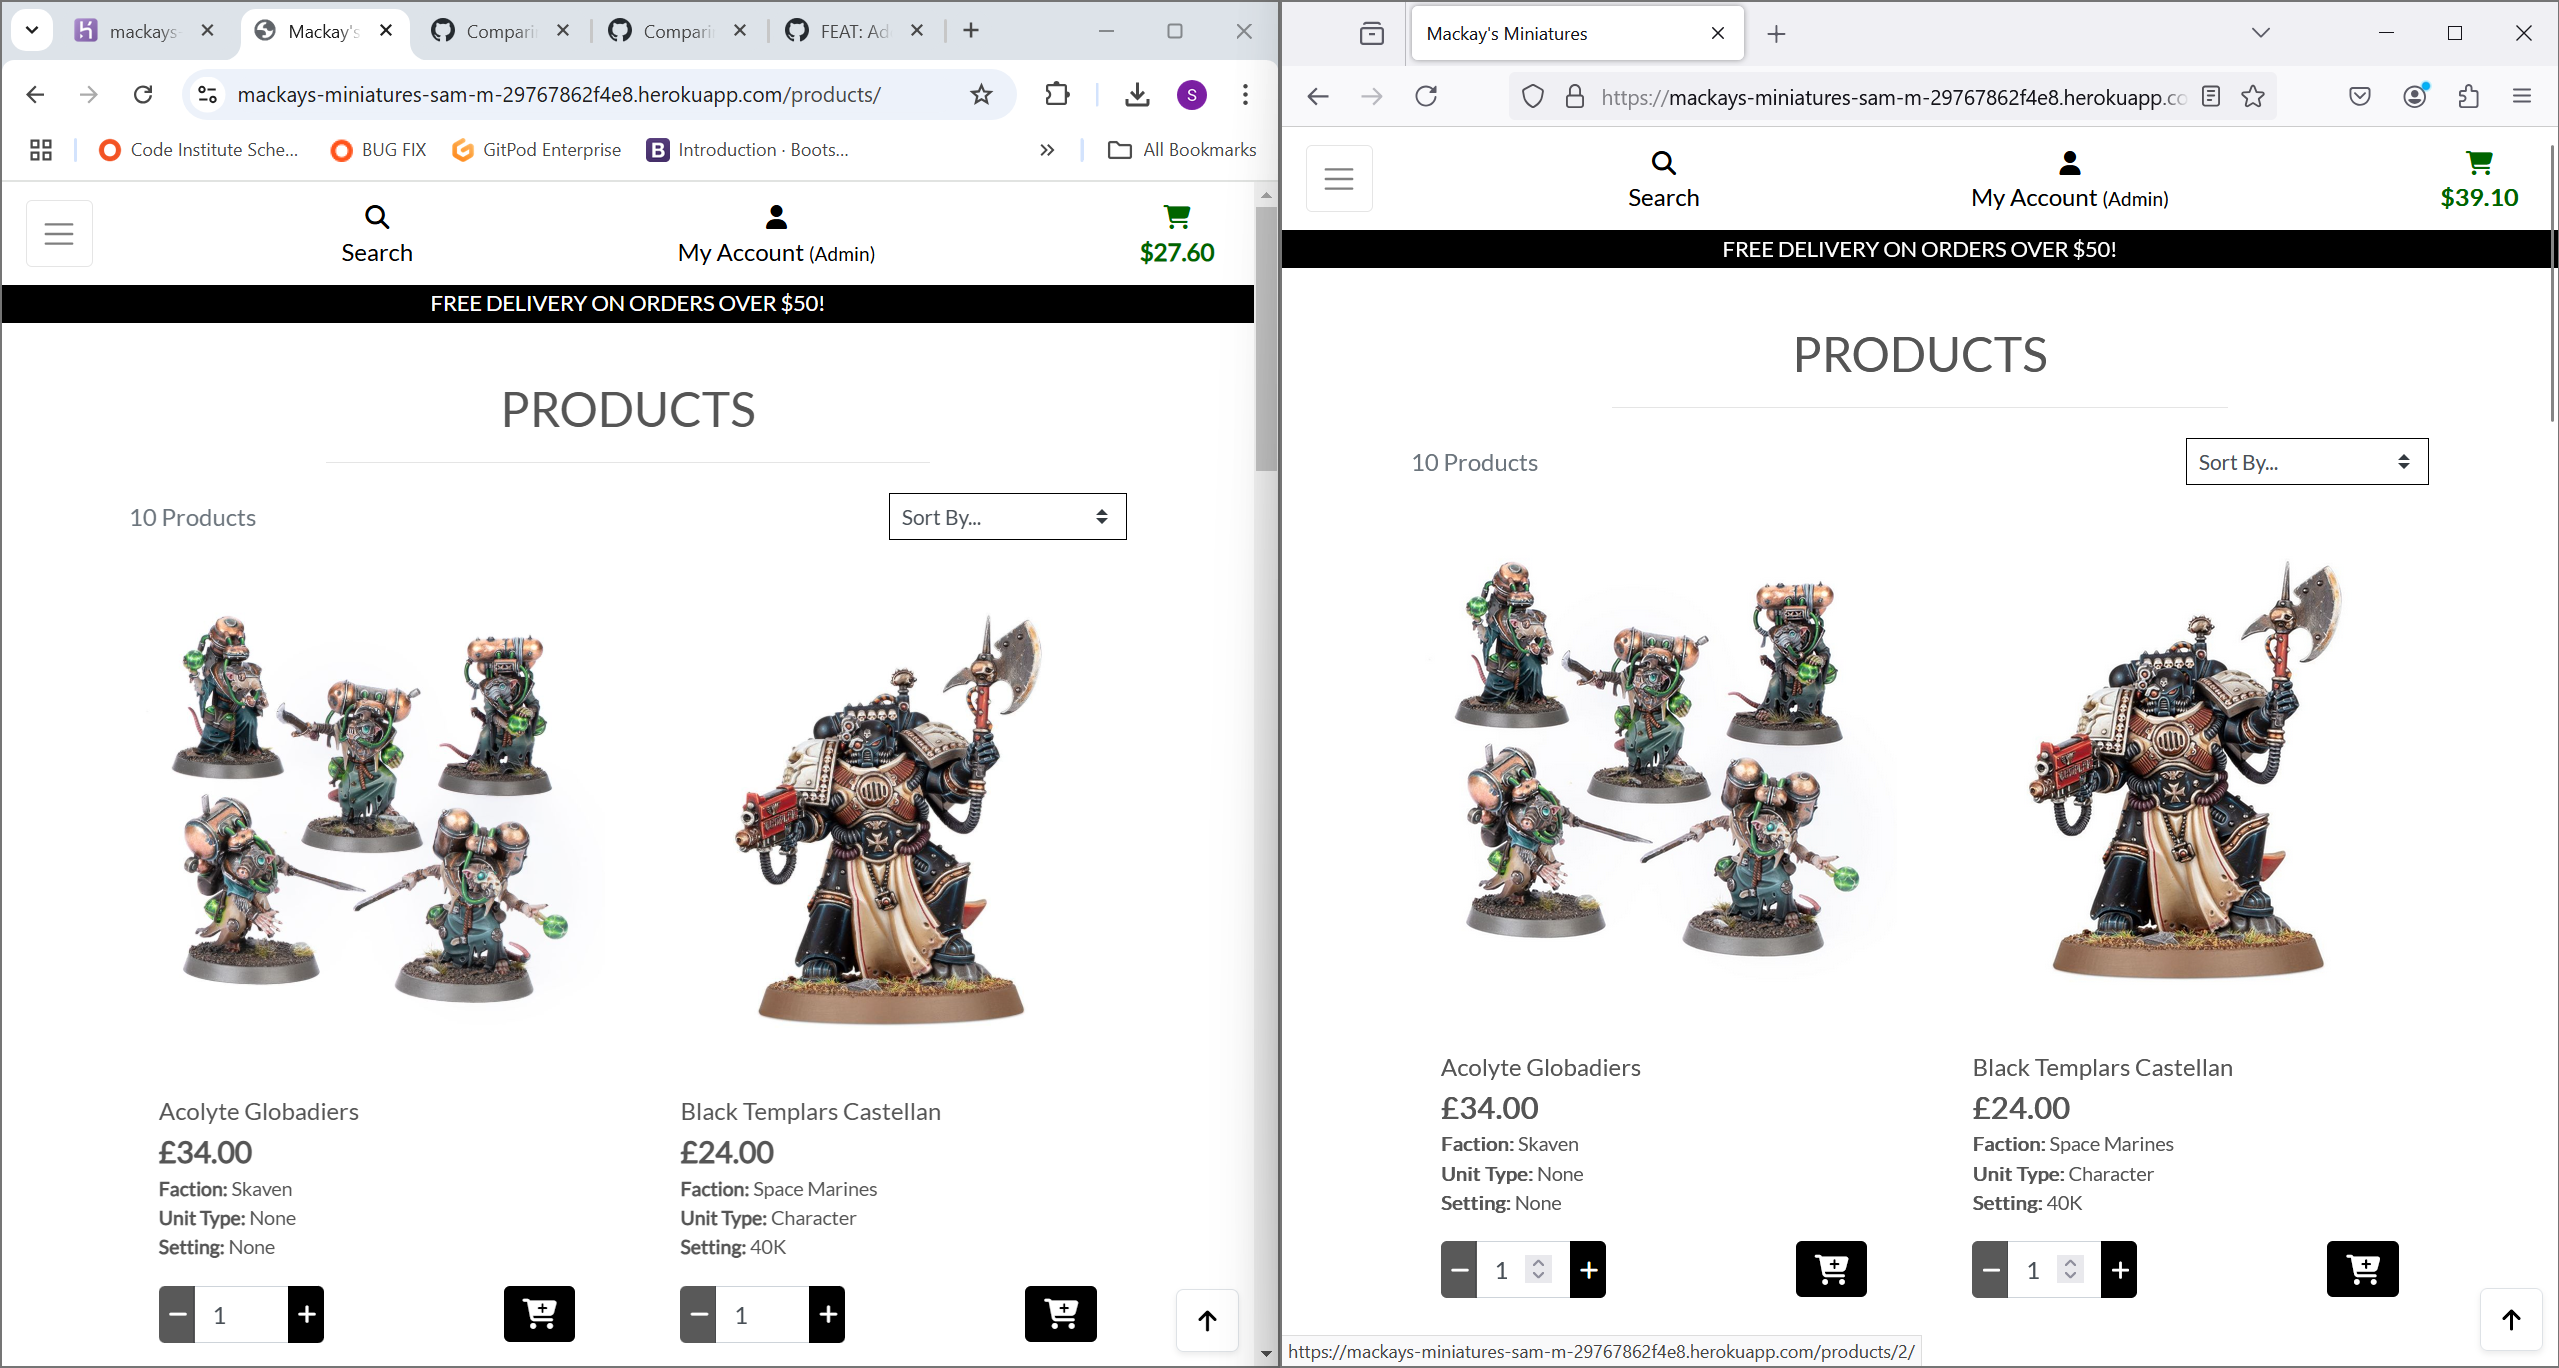 mackays-
Mackay's
Compari
Compari
FEAT: Ad
mackays-miniatures-sam-m-29767862f4e8.herokuapp.com/products/
S
Code Institute Sche...
BUG FIX
GitPod Enterprise
B
Introduction · Boots...
»
All Bookmarks
Search
My Account (Admin)
$27.60
FREE DELIVERY ON ORDERS OVER $50!
PRODUCTS
10 Products
Sort By...
Acolyte Globadiers
£34.00
Faction: Skaven
Unit Type: None
Setting: None
1
Black Templars Castellan
£24.00
Faction: Space Marines
Unit Type: Character
Setting: 40K
1
Mackay's Miniatures
https://mackays-miniatures-sam-m-29767862f4e8.herokuapp.co
Search
My Account (Admin)
$39.10
FREE DELIVERY ON ORDERS OVER $50!
PRODUCTS
10 Products
Sort By...
Acolyte Globadiers
£34.00
Faction: Skaven
Unit Type: None
Setting: None
1
Black Templars Castellan
£24.00
Faction: Space Marines
Unit Type: Character
Setting: 40K
1
https://mackays-miniatures-sam-m-29767862f4e8.herokuapp.com/products/2/